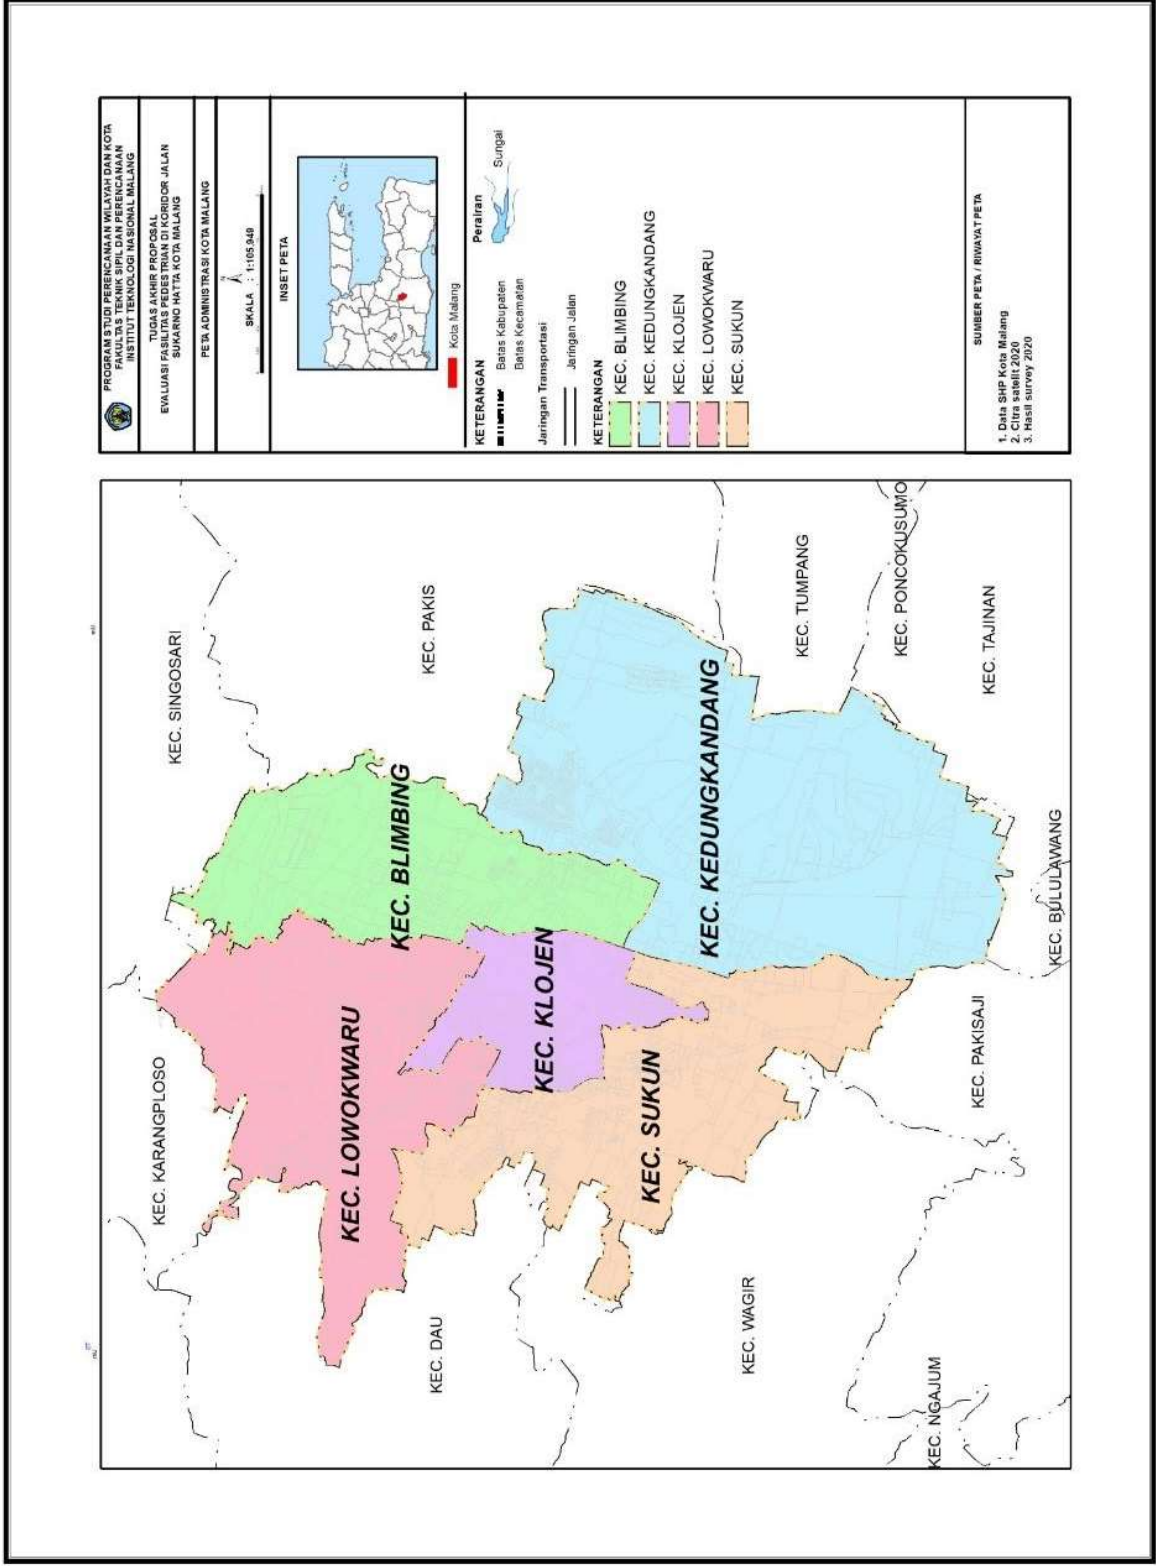 PROGRAM STUDI PERENCANAAN WILAYAH DAN KOTA
FAKULTAS TEKNIK SIPIL DAN PERENCANAAN
INSTITUT TEKNOLOGI NASIONAL MALANG
TUGAS AKHIR PROPOSAL
EVALUASI FASILITAS PEDESTRIAN DI KORIDOR JALAN
SUKARNO HATTA KOTA MALANG
PETA ADMINISTRASI KOTA MALANG
SKALA : 1:105,949
INSET PETA
Kota Malang
KETERANGAN
Batas Kabupaten
Batas Kecamatan
Perairan
Sungai
Jaringan Transportasi
Jaringan Jalan
KETERANGAN
KEC. BLIMBING
KEC. KEDUNGKANDANG
KEC. KLOJEN
KEC. LOWOKWARU
KEC. SUKUN
SUMBER PETA / RIWAYAT PETA
1. Data SHP Kota Malang
2. Citra satelit 2020
3. Hasil survey 2020
KEC. SINGOSARI
KEC. KARANGPLOSO
KEC. PAKIS
KEC. BLIMBING
KEC. LOWOKWARU
KEC. DAU
KEC. KLOJEN
KEC. SUKUN
KEC. KEDUNGKANDANG
KEC. WAGIR
KEC. TUMPANG
KEC. PONCOKUSUMO
KEC. TAJINAN
KEC. PAKISAJI
KEC. NGAJUM
KEC. BULULAWANG